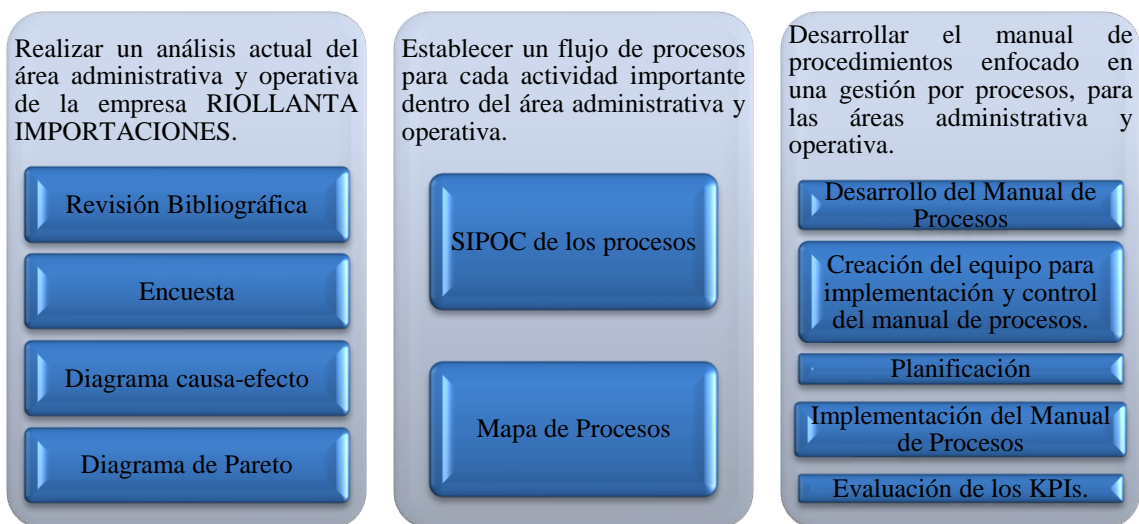 Realizar un análisis actual del
área administrativa y operativa
de la empresa RIOLLANTA
IMPORTACIONES.
Revisión Bibliográfica
Encuesta
Diagrama causa-efecto
Diagrama de Pareto
Establecer un flujo de procesos
para cada actividad importante
dentro del área administrativa y
operativa.
SIPOC de los procesos
Mapa de Procesos
Desarrollar el manual de
procedimientos enfocado en
una gestión por procesos, para
las áreas administrativa y
operativa.
Desarrollo del Manual de
Procesos
Creación del equipo para
implementación y control
del manual de procesos.
Planificación
Implementación del Manual
de Procesos
Evaluación de los KPIs.